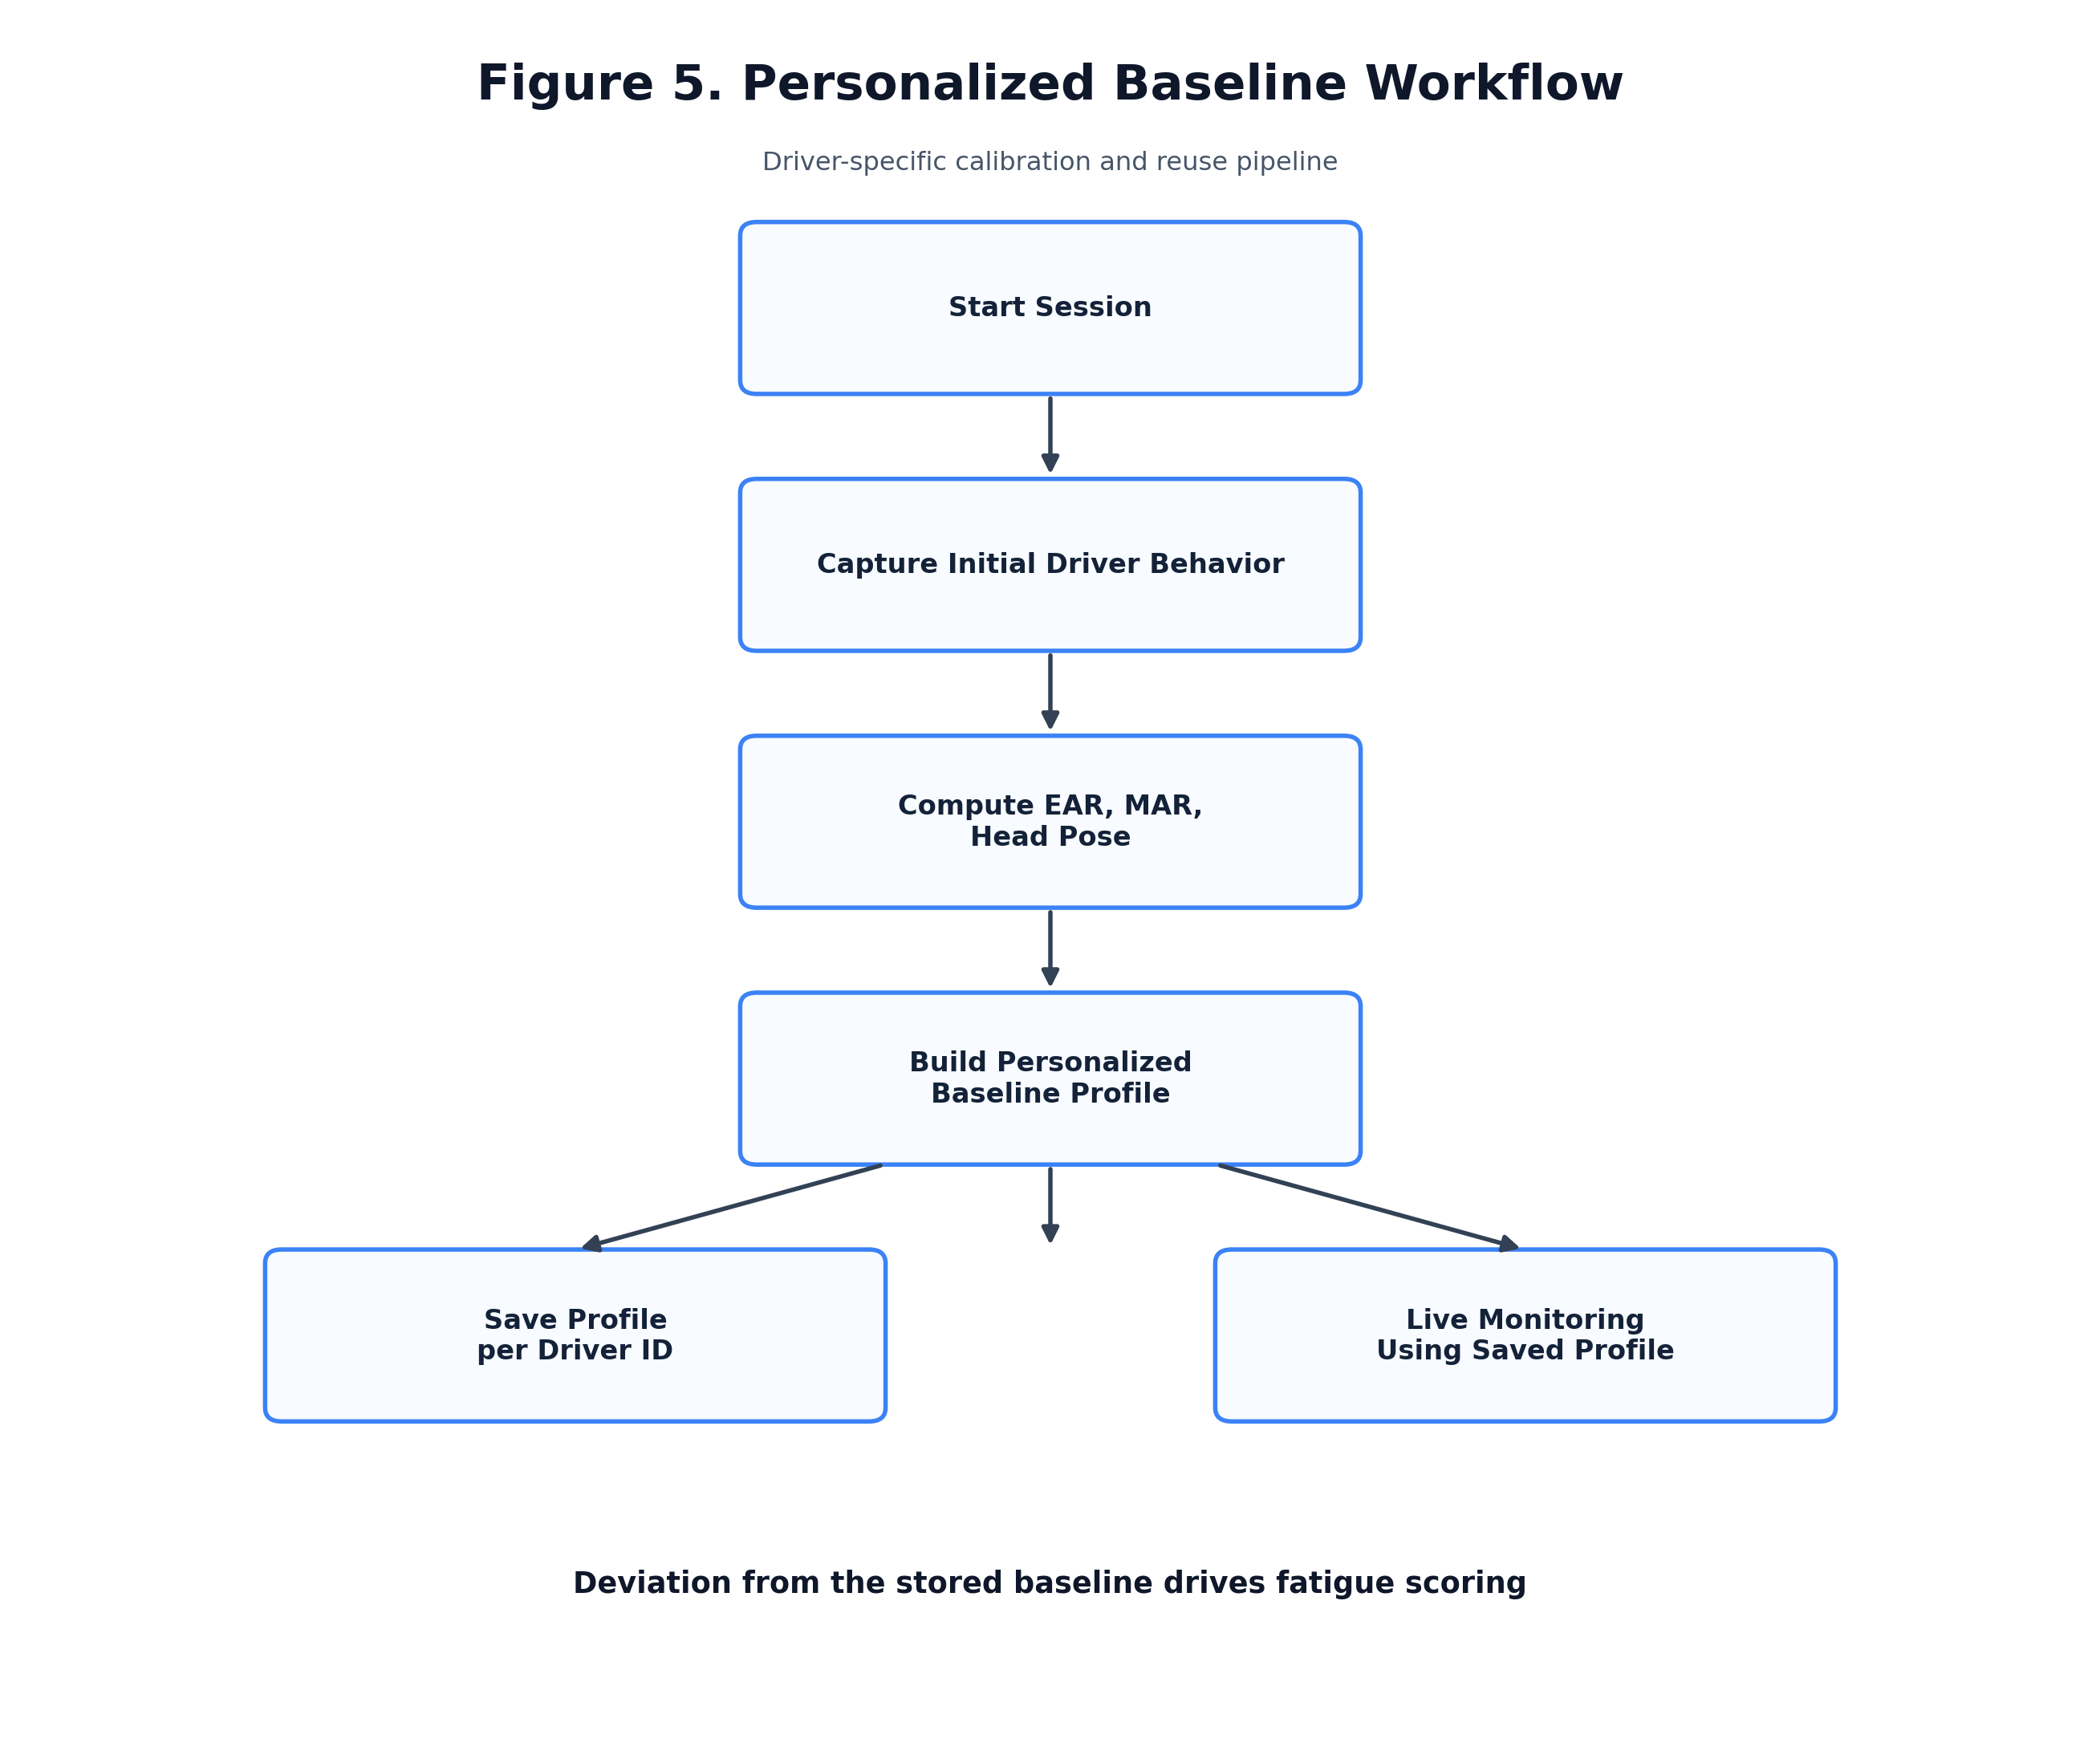 Figure 5. Personalized Baseline Workflow
Driver-specific calibration and reuse pipeline
Start Session
Capture Initial Driver Behavior
Compute EAR, MAR,
Head Pose
Build Personalized
Baseline Profile
Save Profile
per Driver ID
Live Monitoring
Using Saved Profile
Deviation from the stored baseline drives fatigue scoring